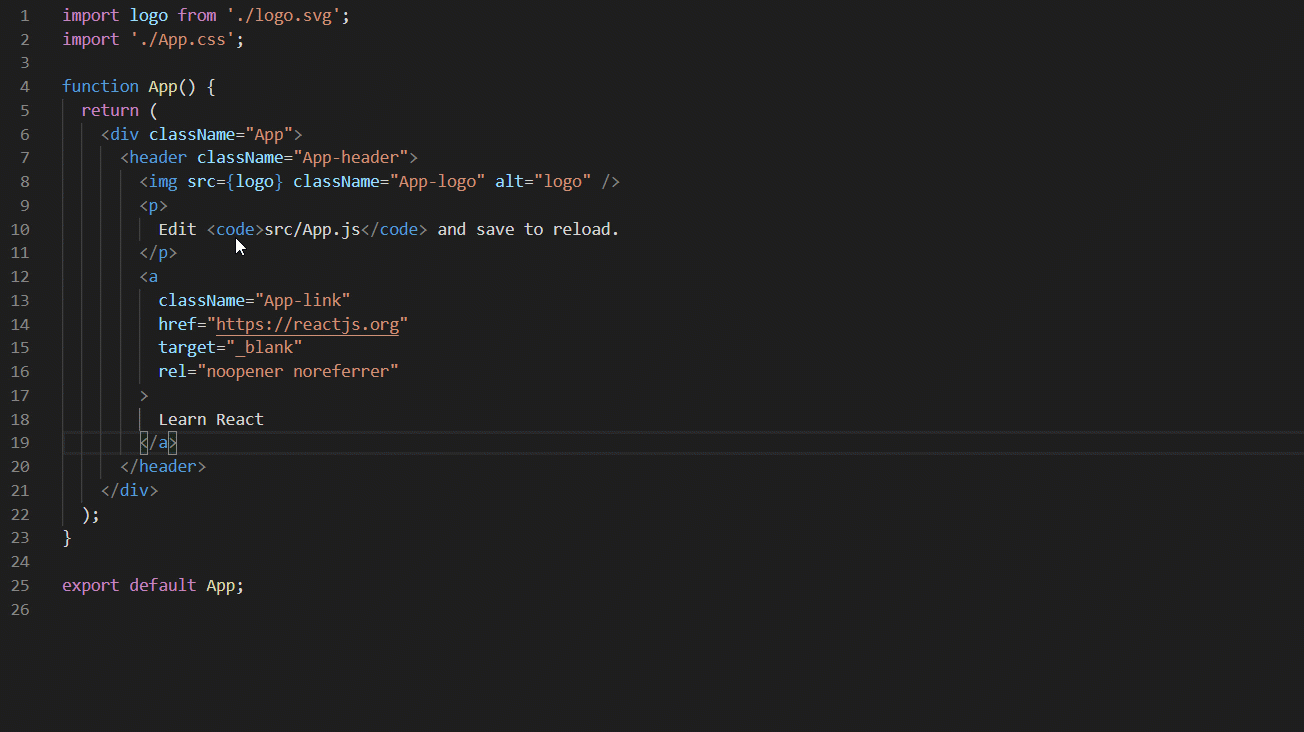 1 import logo from './logo.svg';
2 import './App.css';
3
4 function App() {
5   return (
6     <div className="App">
7       <header className="App-header">
8         <img src={logo} className="App-logo" alt="logo" />
9         <p>
10           Edit <code>src/App.js</code> and save to reload.
11         </p>
12         <a
13           className="App-link"
14           href="https://reactjs.org"
15           target="_blank"
16           rel="noopener noreferrer"
17         >
18           Learn React
19         </a>
20       </header>
21     </div>
22   );
23 }
24
25 export default App;
26